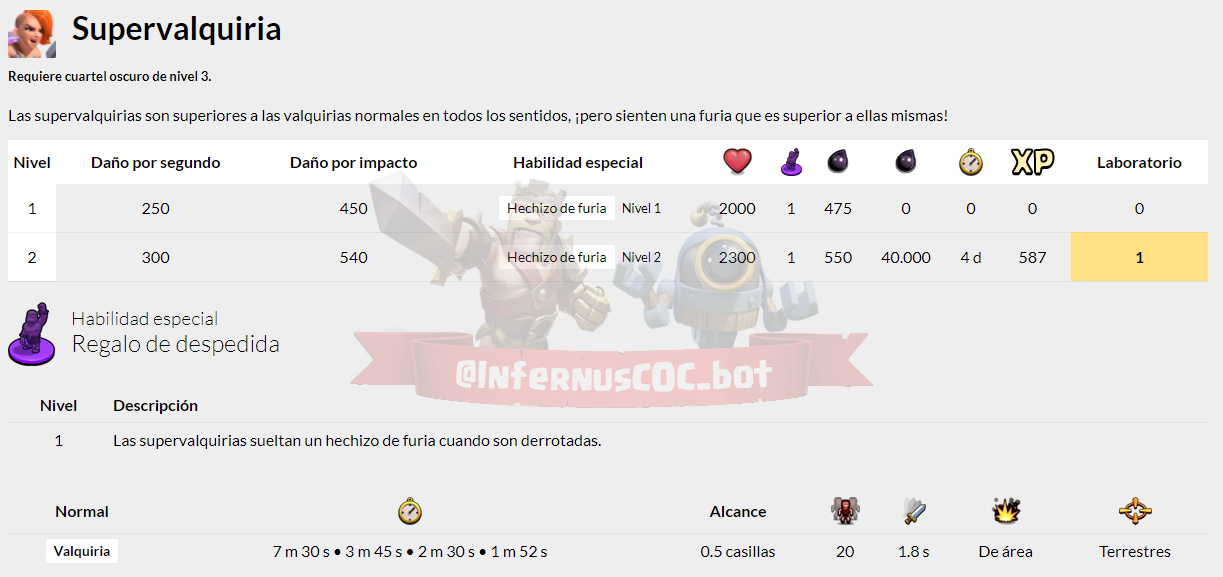 Supervalquiria
Requiere cuartel oscuro de nivel 3.
Las supervalquirias son superiores a las valquirias normales en todos los sentidos, ¡pero sienten una furia que es superior a ellas mismas!
Nivel Daño por segundo Daño por impacto Habilidad especial XP Laboratorio
1 250 450 Hechizo de furia Nivel 1 2000 1 475 0 0 0 0
2 300 540 Hechizo de furia Nivel 2 2300 1 550 40.000 4 d 587 1
Habilidad especial
Regalo de despedida
@InfernusCOC_bot
Nivel Descripción
1 Las supervalquirias sueltan un hechizo de furia cuando son derrotadas.
Normal Alcance
Valquiria 7 m 30 s • 3 m 45 s • 2 m 30 s • 1 m 52 s 0.5 casillas 20 1.8 s De área Terrestres